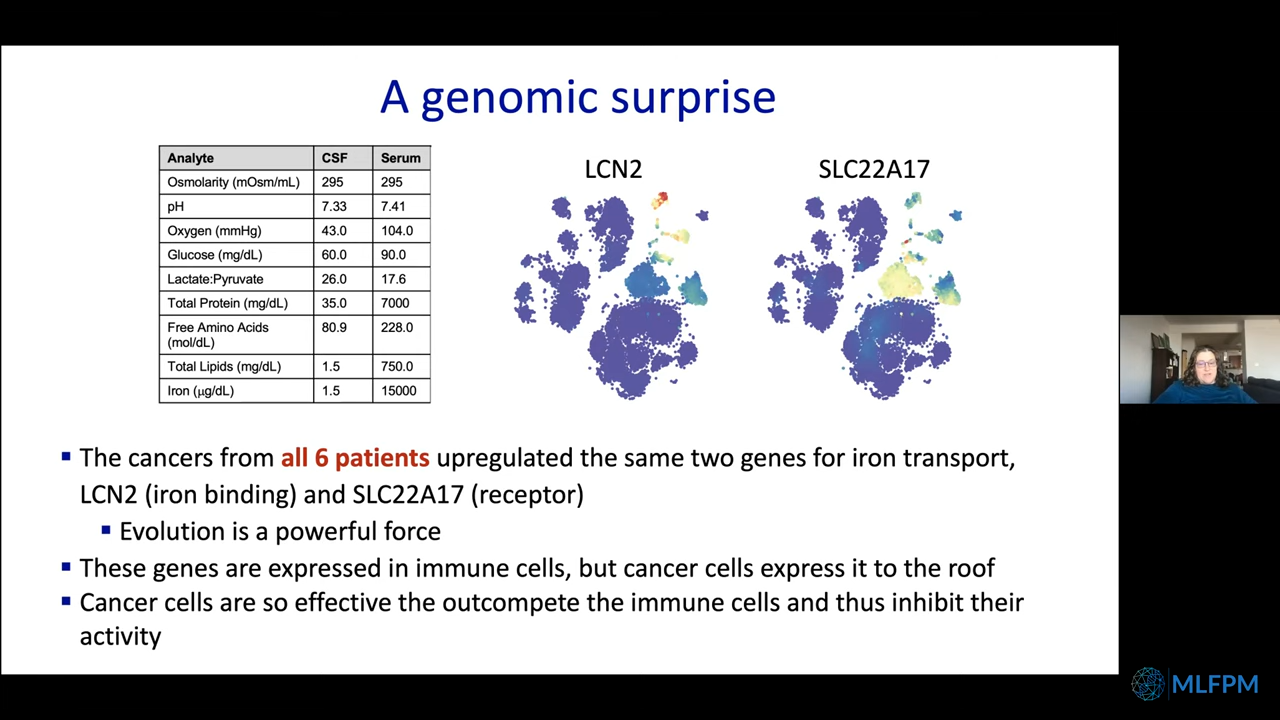 A genomic surprise
Analyte CSF Serum
Osmolarity (mOsm/mL) 295 295
pH 7.33 7.41
Oxygen (mmHg) 43.0 104.0
Glucose (mg/dL) 60.0 90.0
Lactate:Pyruvate 26.0 17.6
Total Protein (mg/dL) 35.0 7000
Free Amino Acids
(mol/dL) 80.9 228.0
Total Lipids (mg/dL) 1.5 750.0
Iron (µg/dL) 1.5 15000
LCN2
SLC22A17
The cancers from all 6 patients upregulated the same two genes for iron transport,
LCN2 (iron binding) and SLC22A17 (receptor)
Evolution is a powerful force
These genes are expressed in immune cells, but cancer cells express it to the roof
Cancer cells are so effective the outcompete the immune cells and thus inhibit their
activity
MLFPM